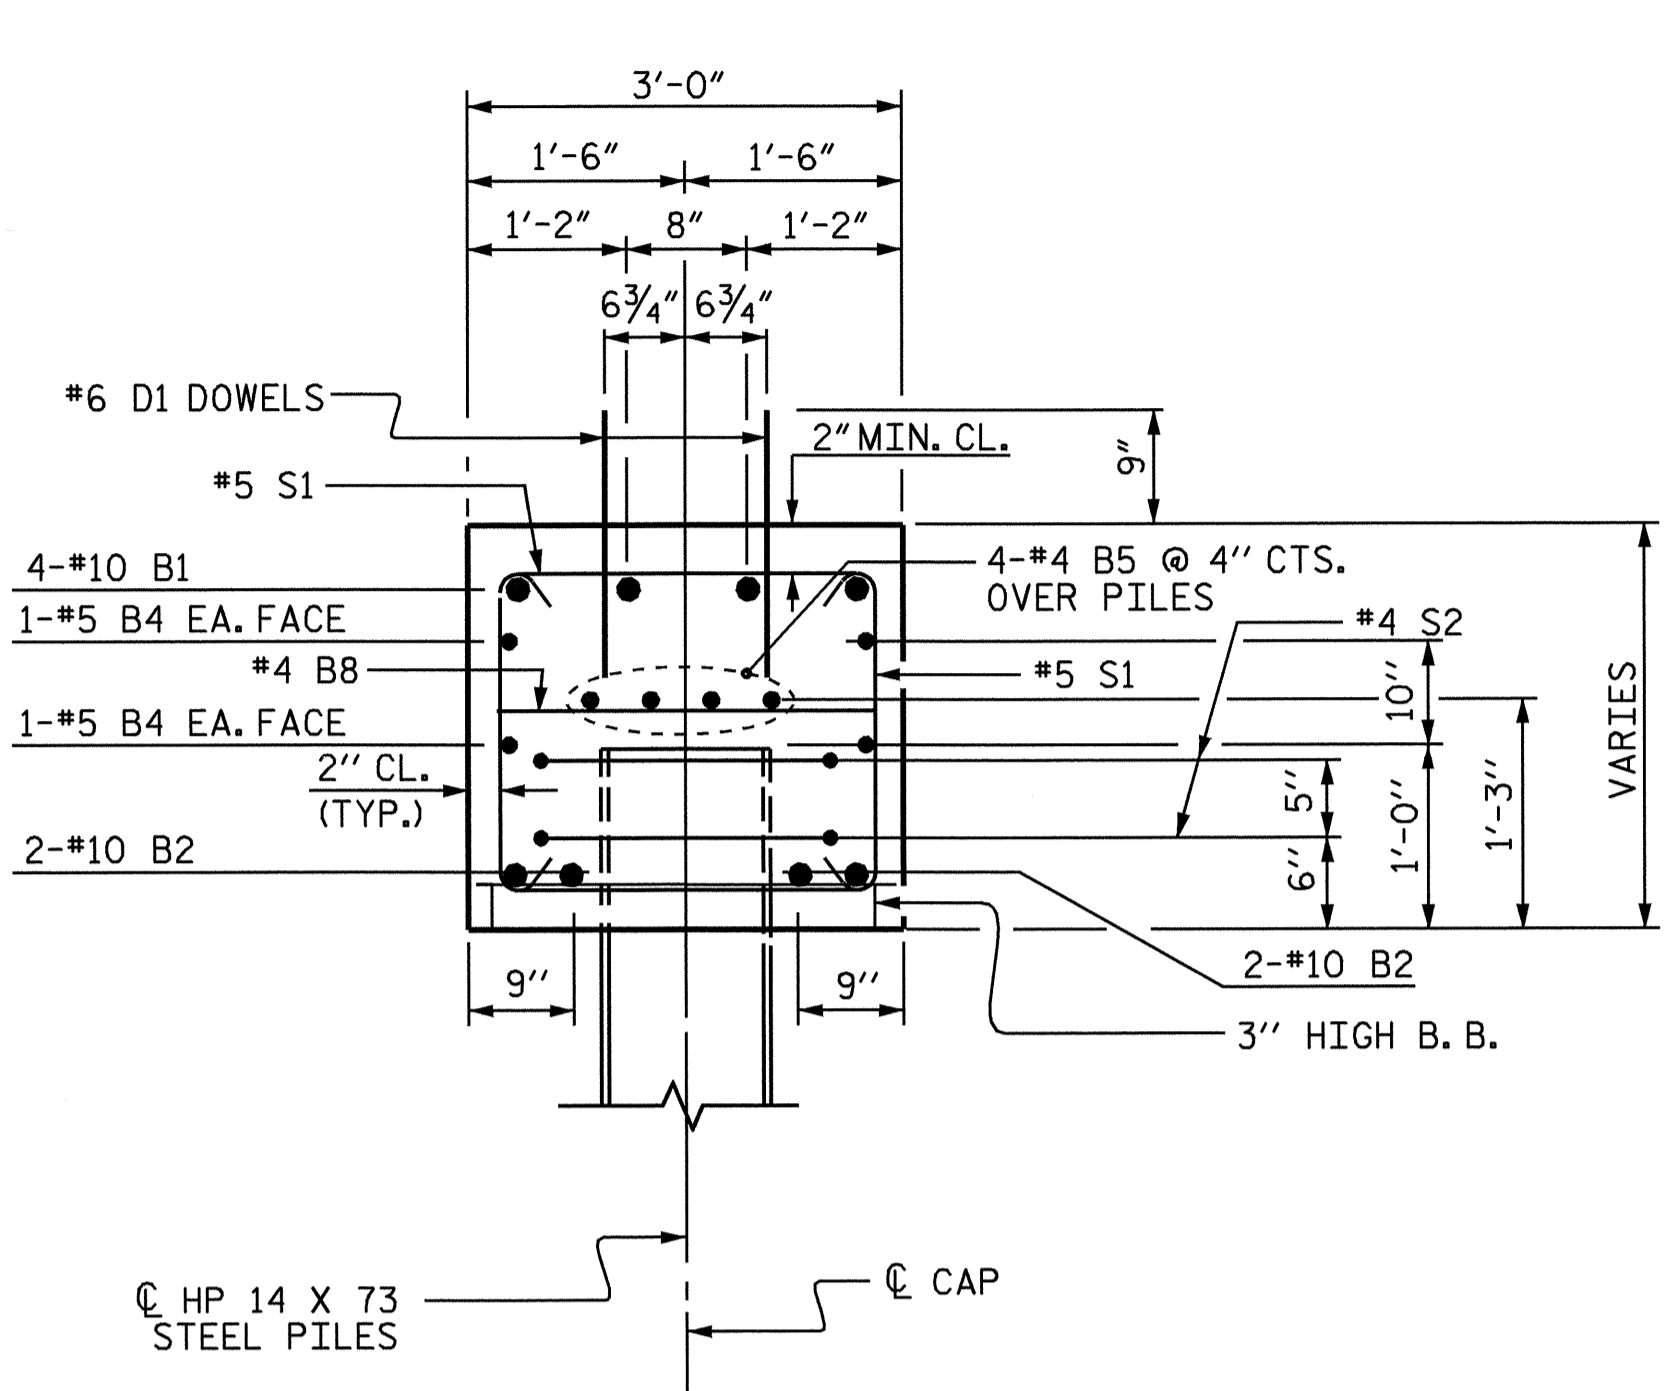 3'-0"
1'-6" 1'-6"
1'-2" 8" 1'-2"
6¾" 6¾"
#6 D1 DOWELS
2" MIN. CL.
9"
#5 S1
4-#10 B1
4-#4 B5 @ 4" CTS.
OVER PILES
1-#5 B4 EA. FACE
#4 S2
#4 B8
#5 S1
10"
VARIES
1-#5 B4 EA. FACE
2" CL.
(TYP.)
5"
1'-0"
1'-3"
2-#10 B2
6"
9" 9"
2-#10 B2
3" HIGH B.B.
℄ HP 14 X 73
STEEL PILES
℄ CAP